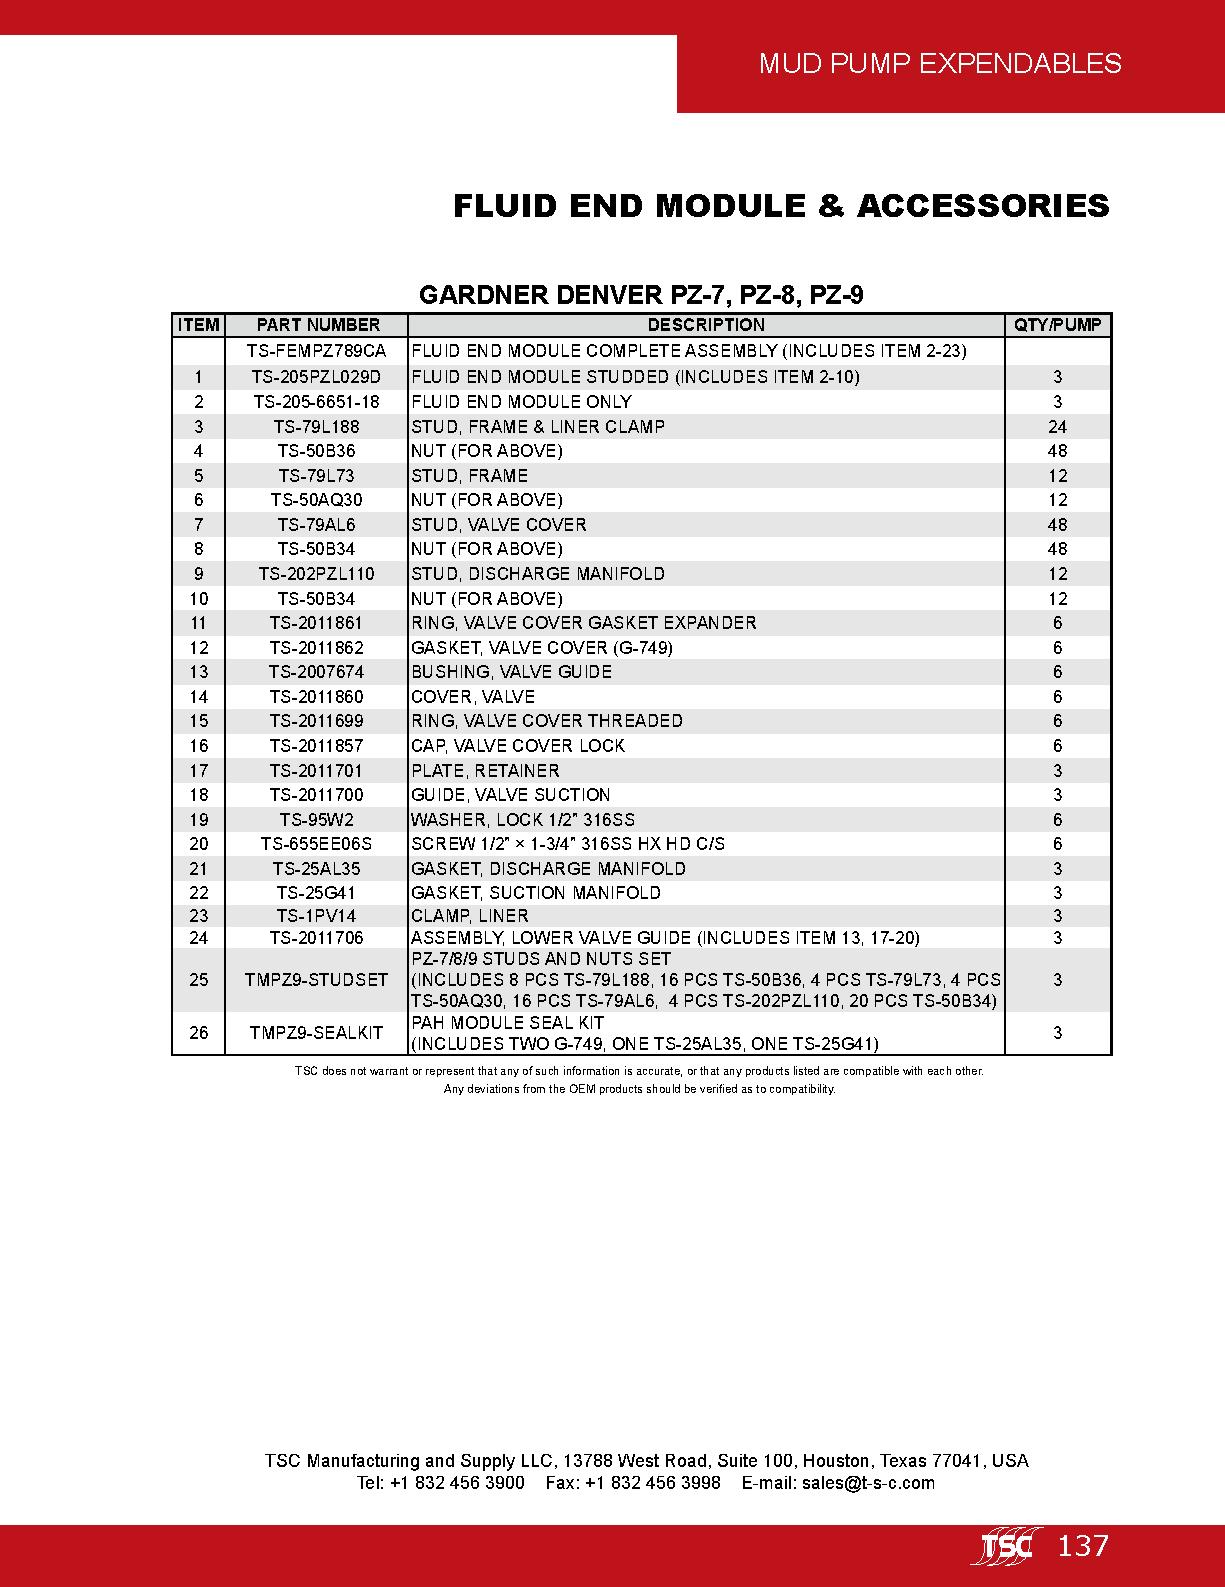 MUD PUMP EXPENDABLES
FLUID END MODULE & ACCESSORIES
GARDNER DENVER PZ-7, PZ-8, PZ-9
ITEM PART NUMBER DESCRIPTION QTY/PUMP
TS-FEMPZ789CA FLUID END MODULE COMPLETE ASSEMBLY (INCLUDES ITEM 2-23)
1 TS-205PZL029D FLUID END MODULE STUDDED (INCLUDES ITEM 2-10) 3
2 TS-205-6651-18 FLUID END MODULE ONLY 3
3 TS-79L188 STUD, FRAME & LINER CLAMP 24
4 TS-50B36 NUT (FOR ABOVE) 48
5 TS-79L73 STUD, FRAME 12
6 TS-50AQ30 NUT (FOR ABOVE) 12
7 TS-79AL6 STUD, VALVE COVER 48
8 TS-50B34 NUT (FOR ABOVE) 48
9 TS-202PZL110 STUD, DISCHARGE MANIFOLD 12
10 TS-50B34 NUT (FOR ABOVE) 12
11 TS-2011861 RING, VALVE COVER GASKET EXPANDER 6
12 TS-2011862 GASKET, VALVE COVER (G-749) 6
13 TS-2007674 BUSHING, VALVE GUIDE 6
14 TS-2011860 COVER, VALVE 6
15 TS-2011699 RING, VALVE COVER THREADED 6
16 TS-2011857 CAP, VALVE COVER LOCK 6
17 TS-2011701 PLATE, RETAINER 3
18 TS-2011700 GUIDE, VALVE SUCTION 3
19 TS-95W2 WASHER, LOCK 1/2" 316SS 6
20 TS-655EE06S SCREW 1/2" × 1-3/4" 316SS HX HD C/S 6
21 TS-25AL35 GASKET, DISCHARGE MANIFOLD 3
22 TS-25G41 GASKET, SUCTION MANIFOLD 3
23 TS-1PV14 CLAMP, LINER 3
24 TS-2011706 ASSEMBLY, LOWER VALVE GUIDE (INCLUDES ITEM 13, 17-20) 3
PZ-7/8/9 STUDS AND NUTS SET
25 TMPZ9-STUDSET (INCLUDES 8 PCS TS-79L188, 16 PCS TS-50B36, 4 PCS TS-79L73, 4 PCS 3
TS-50AQ30, 16 PCS TS-79AL6, 4 PCS TS-202PZL110, 20 PCS TS-50B34)
PAH MODULE SEAL KIT
26 TMPZ9-SEALKIT (INCLUDES TWO G-749, ONE TS-25AL35, ONE TS-25G41) 3
TSC does not warrant or represent that any of such information is accurate, or that any products listed are compatible with each other.
Any deviations from the OEM products should be verified as to compatibility.
TSC Manufacturing and Supply LLC, 13788 West Road, Suite 100, Houston, Texas 77041, USA
Tel: +1 832 456 3900 Fax: +1 832 456 3998 E-mail: sales@t-s-c.com
TSC 137